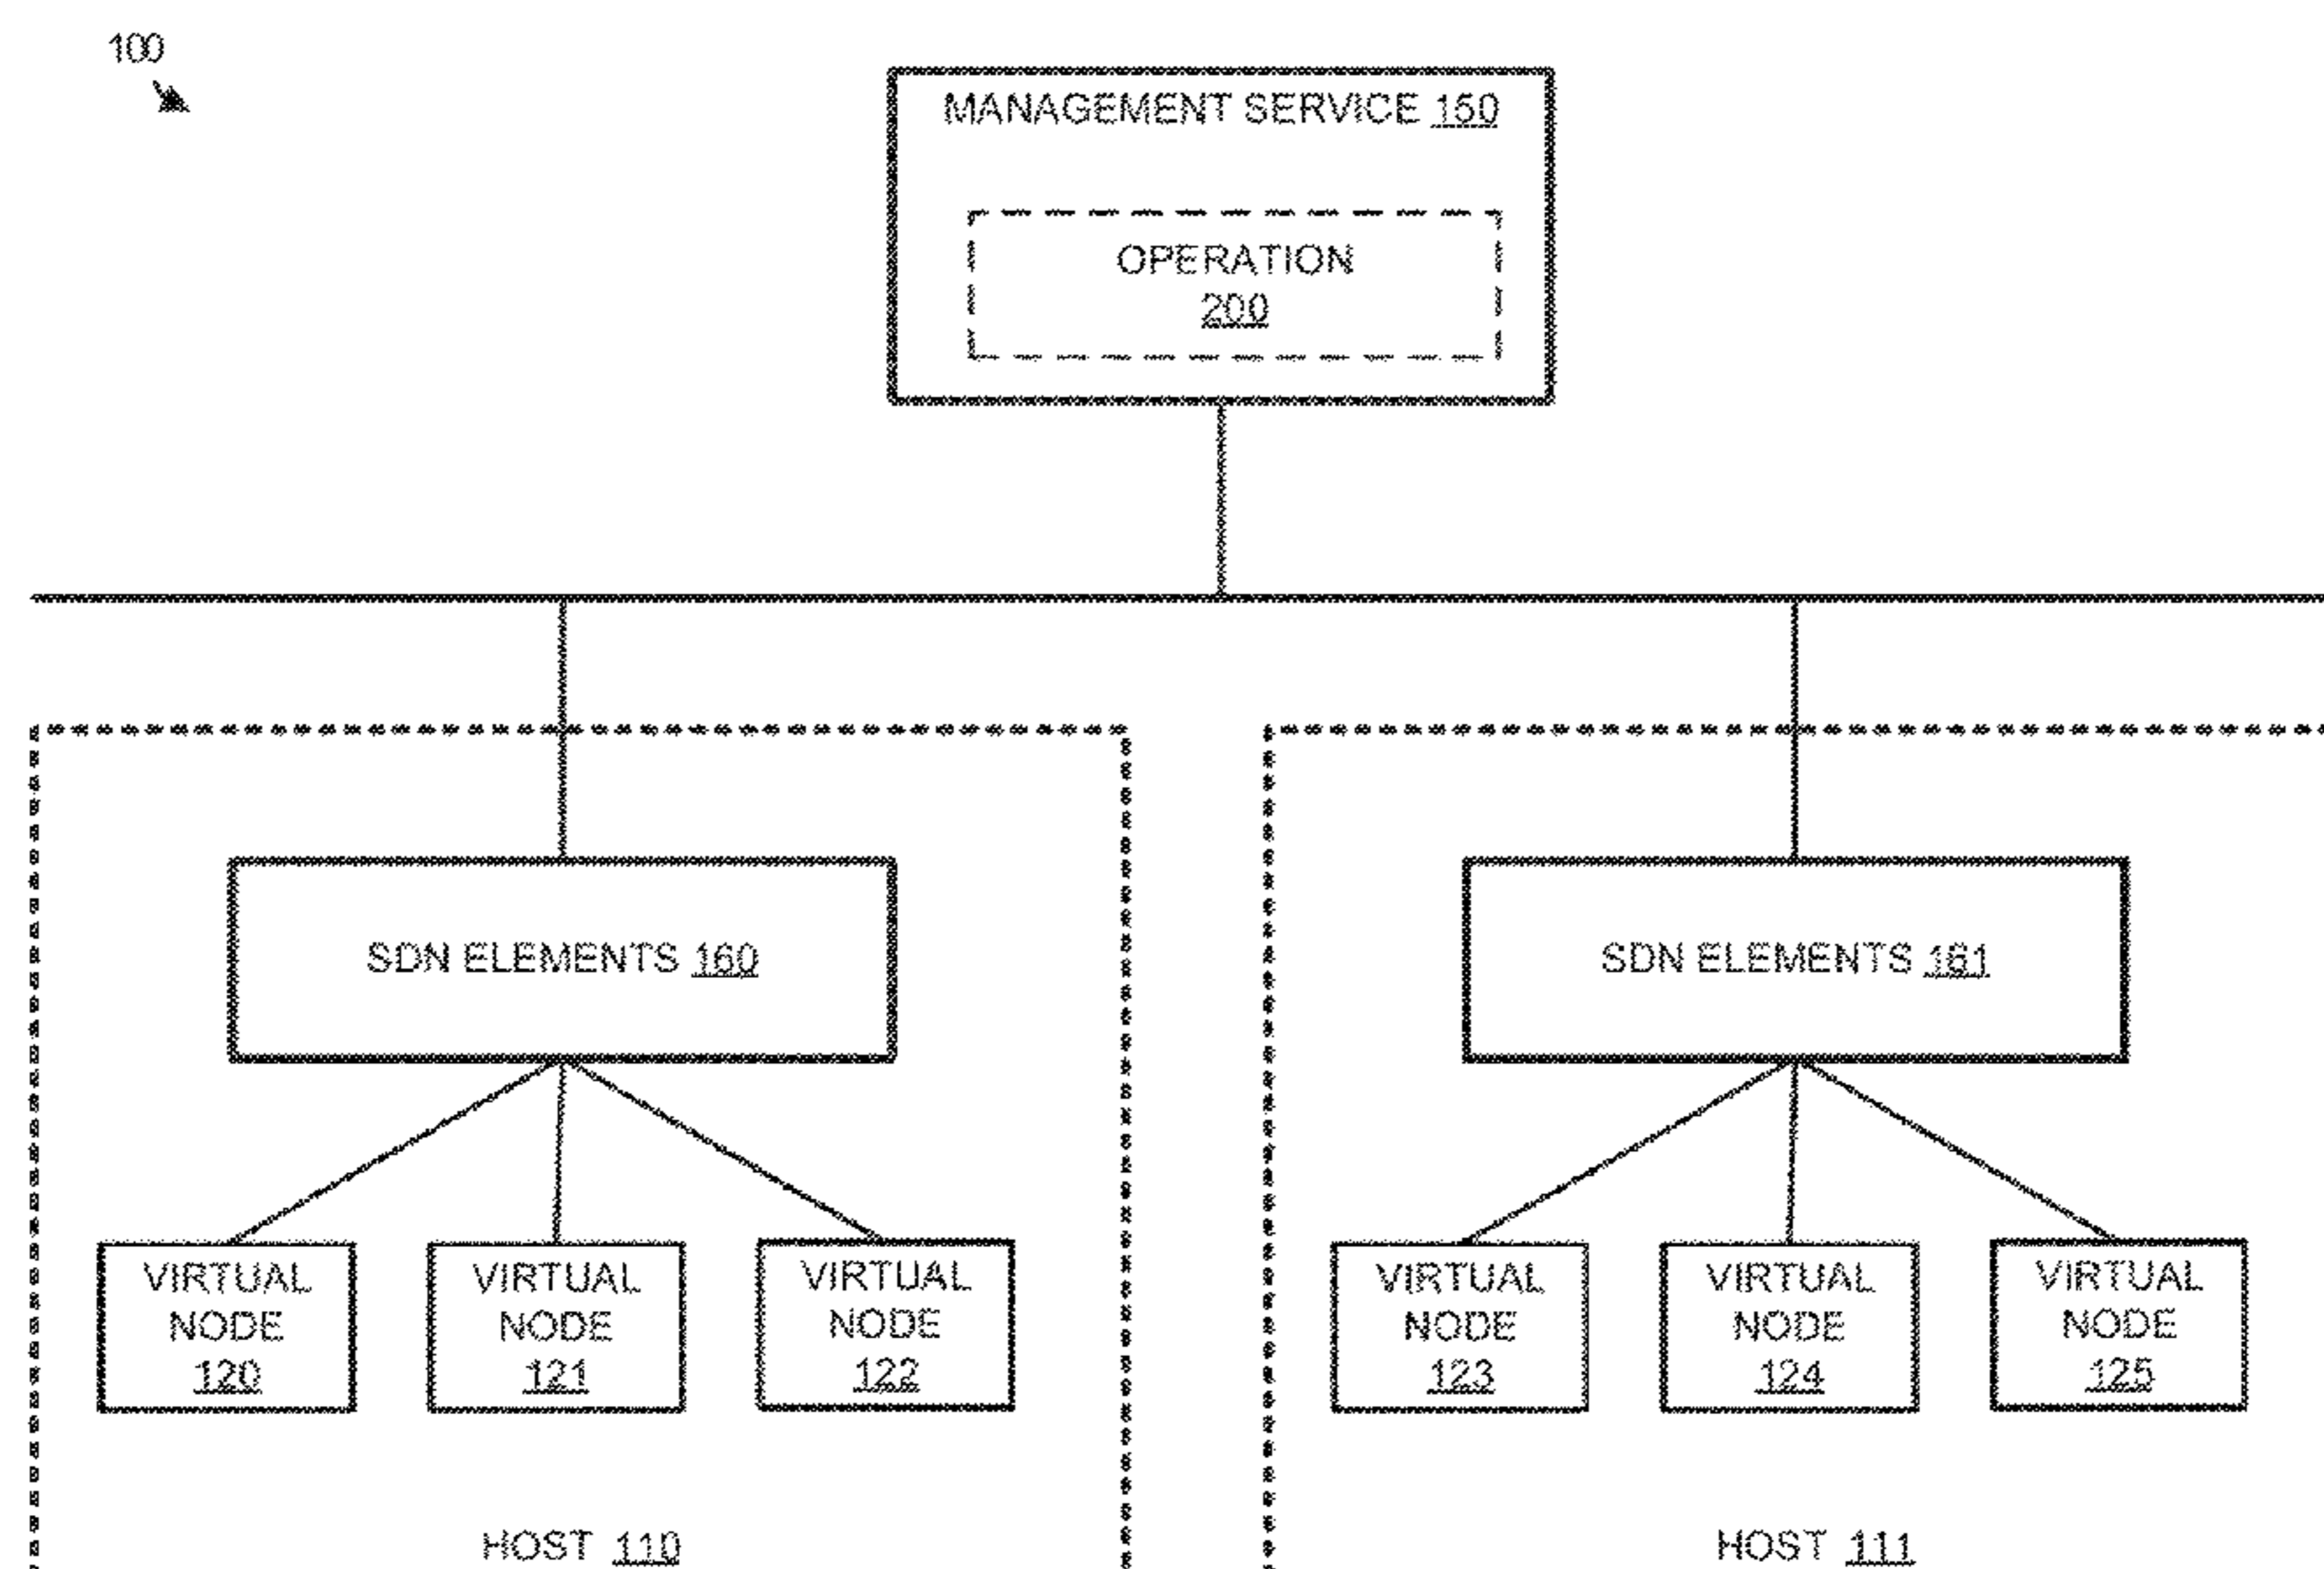 100
MANAGEMENT SERVICE 150
OPERATION
200
SDN ELEMENTS 160
SDN ELEMENTS 161
VIRTUAL
NODE
120
VIRTUAL
NODE
121
VIRTUAL
NODE
122
VIRTUAL
NODE
123
VIRTUAL
NODE
124
VIRTUAL
NODE
125
HOST 110
HOST 111